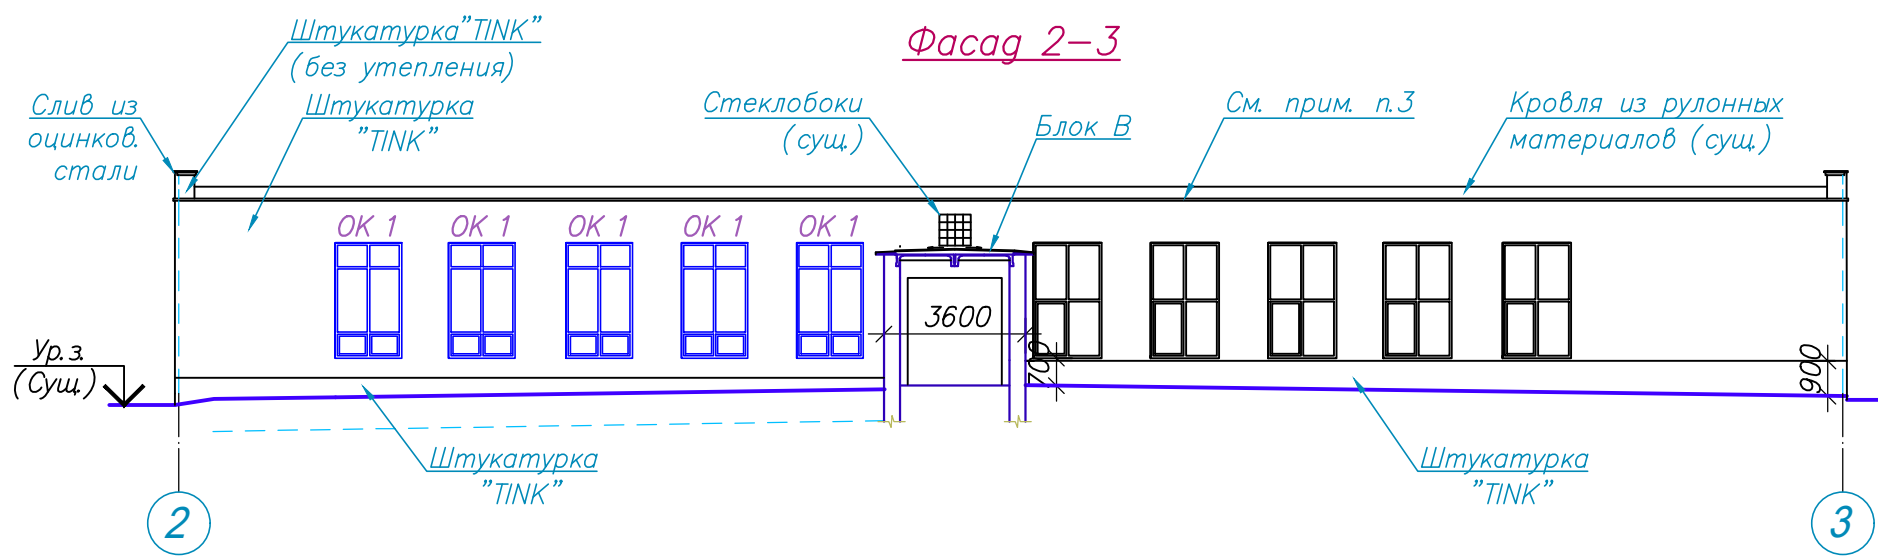 Фасад 2-3
Штукатурка"TINK"
(без утепления)
Слив из
оцинков.
стали
Штукатурка
"TINK"
Стеклобоки
(сущ.)
Блок В
См. прим. п.3
Кровля из рулонных
материалов (сущ.)
ОК 1
ОК 1
ОК 1
ОК 1
ОК 1
3600
700
900
Ур.з.
(Сущ.)
Штукатурка
"TINK"
Штукатурка
"TINK"
2
3